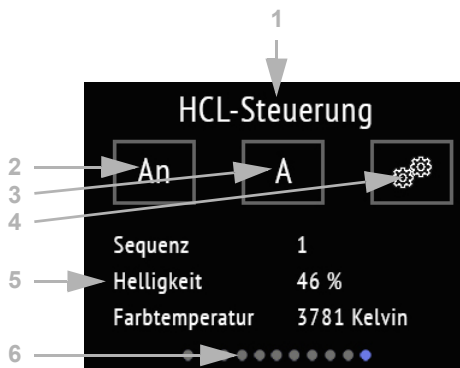 1
HCL-Steuerung
2
An
A
3
4
Sequenz 1
5
Helligkeit 46 %
Farbtemperatur 3781 Kelvin
6